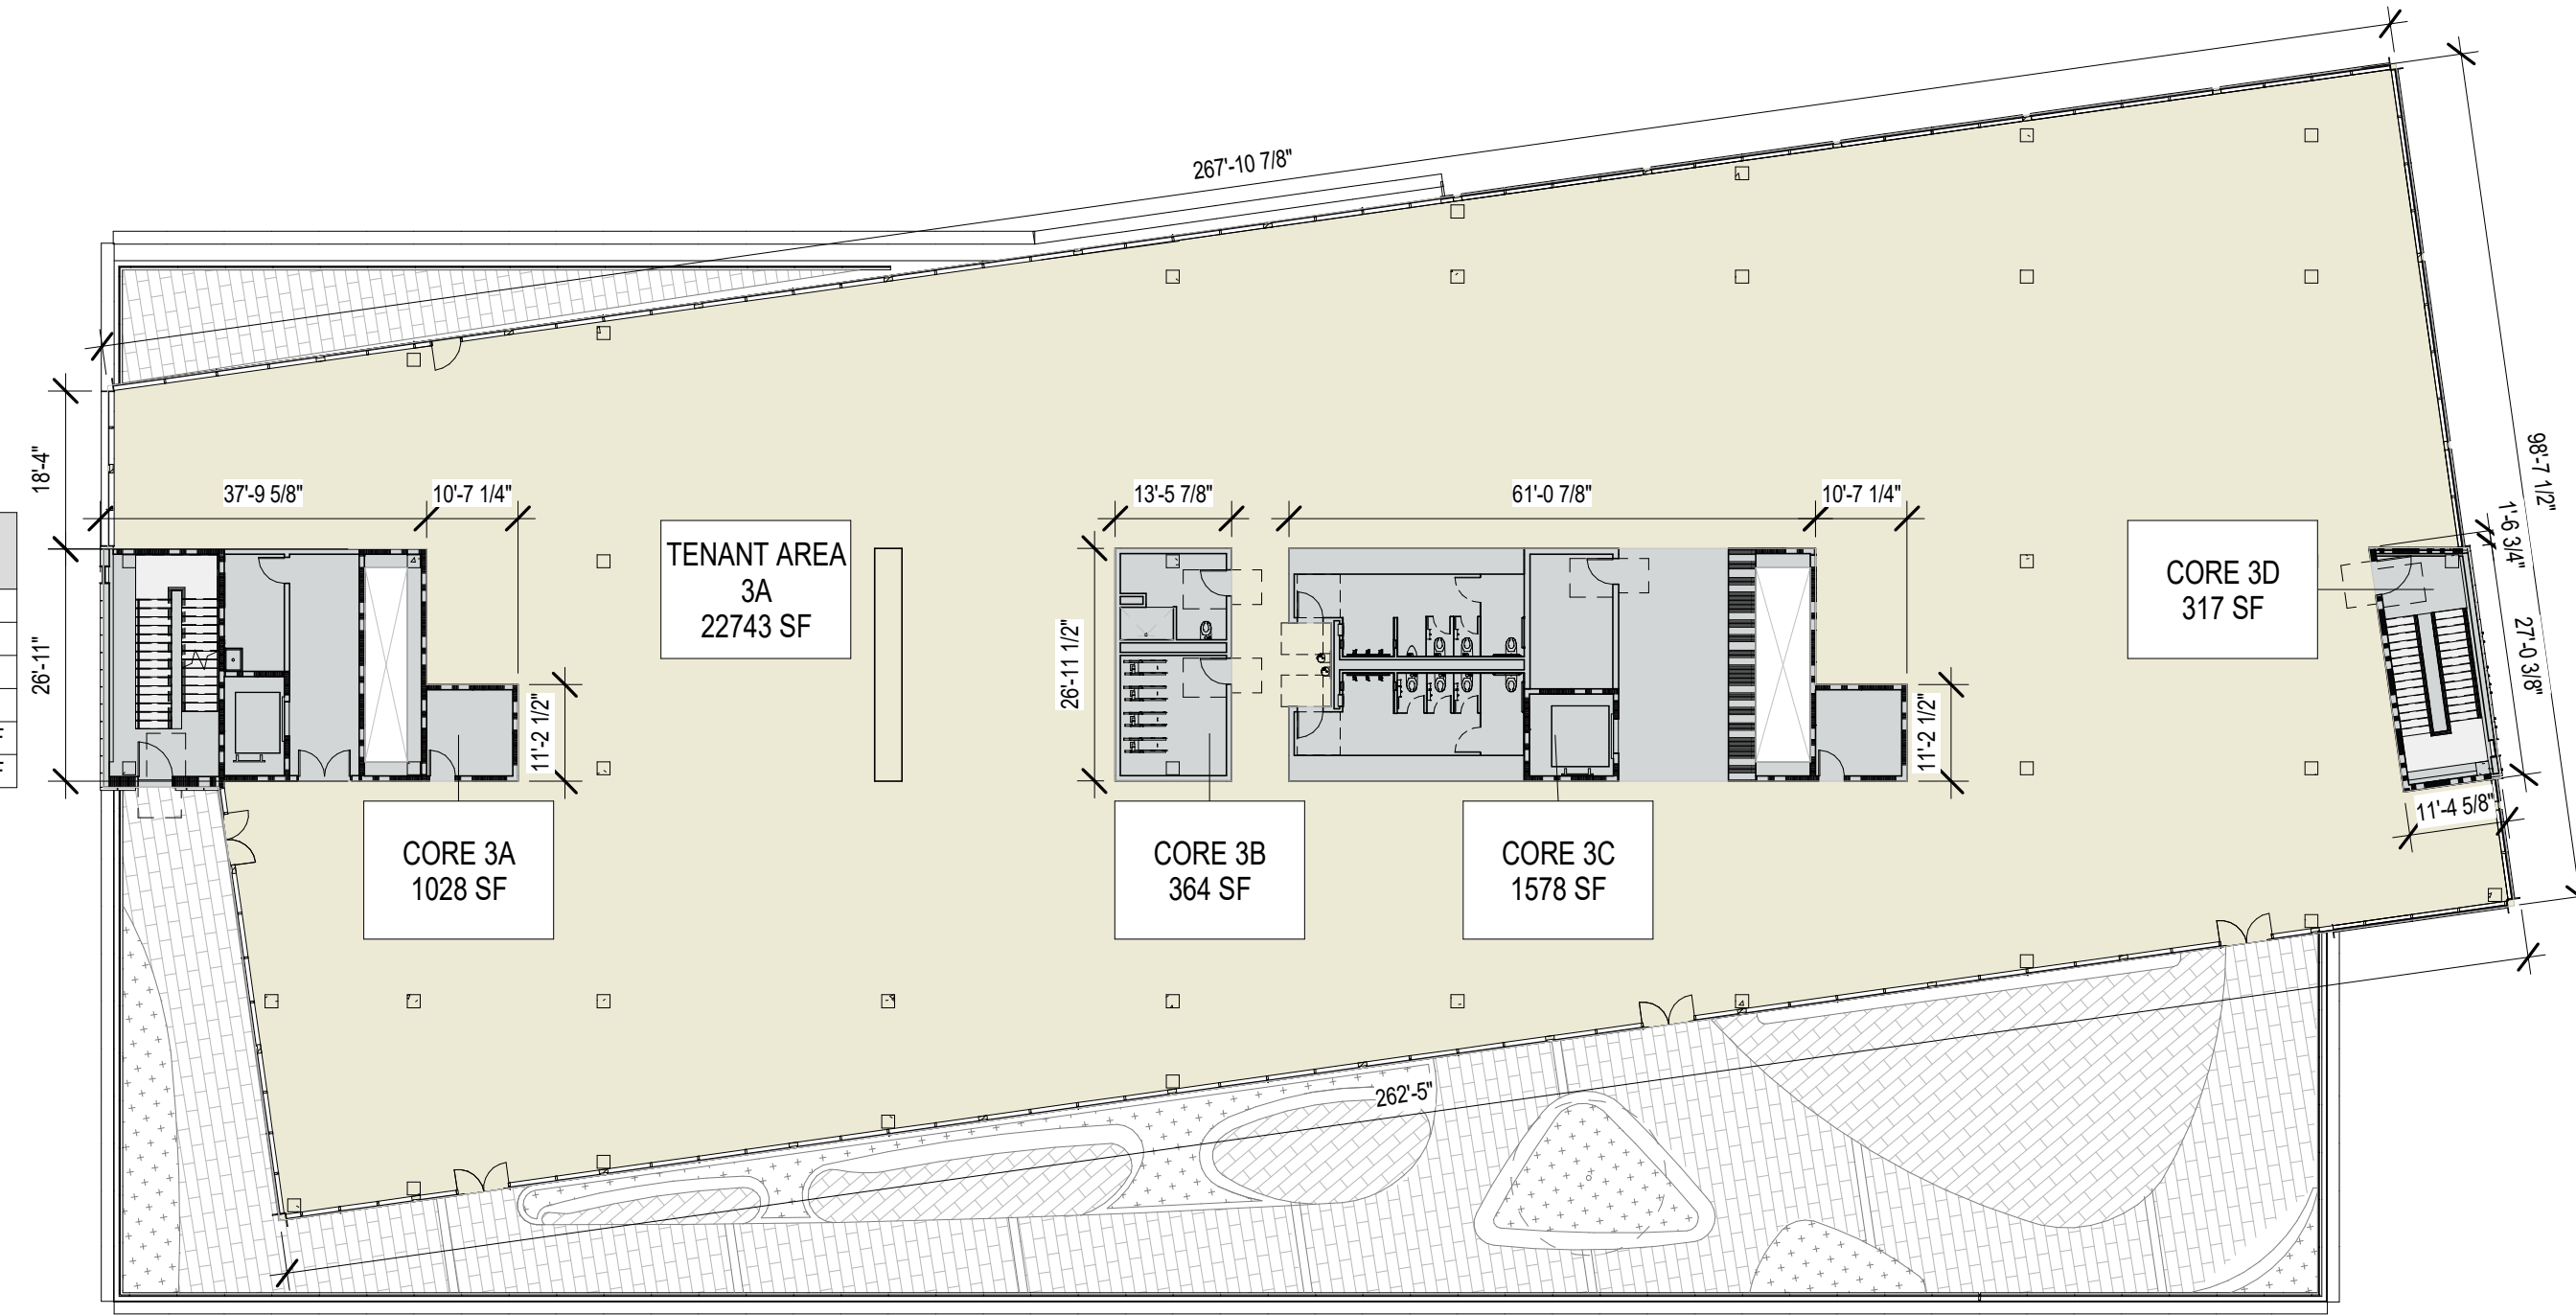 267'-10 7/8"
98'-7 1/2"
18'-4"
37'-9 5/8"
10'-7 1/4"
13'-5 7/8"
61'-0 7/8"
10'-7 1/4"
1'-6 3/4"
TENANT AREA
3A
22743 SF
CORE 3D
317 SF
26'-11"
26'-11 1/2"
27'-0 3/8"
11'-2 1/2"
11'-2 1/2"
11'-4 5/8"
CORE 3A
1028 SF
CORE 3B
364 SF
CORE 3C
1578 SF
262'-5"